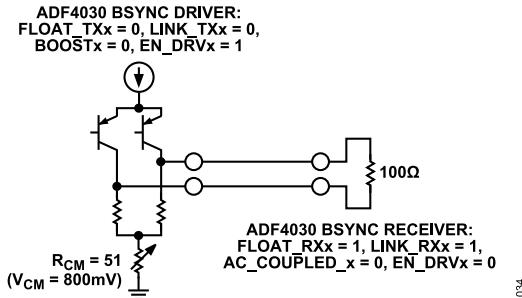 ADF4030 BSYNC DRIVER:
FLOAT_TXx = 0, LINK_TXx = 0,
BOOSTx = 0, EN_DRVx = 1
100Ω
ADF4030 BSYNC RECEIVER:
FLOAT_RXx = 1, LINK_RXx = 1,
AC_COUPLED_x = 0, EN_DRVx = 0
RCM = 51
(VCM = 800mV)
034